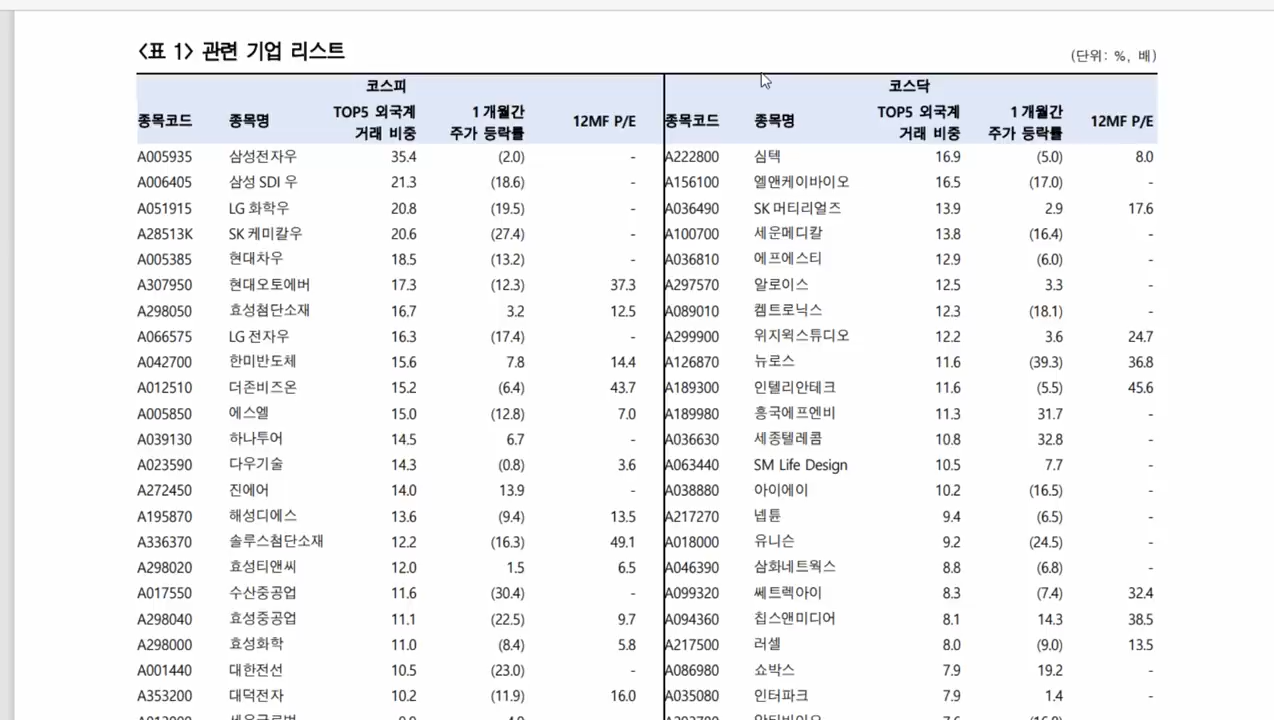 <표 1> 관련 기업 리스트
(단위: %, 배)
코스피 코스닥
종목코드 종목명 TOP5 외국계 거래 비중 1개월간 주가 등락률 12MF P/E 종목코드 종목명 TOP5 외국계 거래 비중 1개월간 주가 등락률 12MF P/E
A005935 삼성전자우 35.4 (2.0) - A222800 심텍 16.9 (5.0) 8.0
A006405 삼성 SDI 우 21.3 (18.6) - A156100 엘앤케이바이오 16.5 (17.0) -
A051915 LG 화학우 20.8 (19.5) - A036490 SK 머티리얼즈 13.9 2.9 17.6
A28513K SK 케미칼우 20.6 (27.4) - A100700 세운메디칼 13.8 (16.4) -
A005385 현대차우 18.5 (13.2) - A036810 에프에스티 12.9 (6.0) -
A307950 현대오토에버 17.3 (12.3) 37.3 A297570 알로이스 12.5 3.3 -
A298050 효성첨단소재 16.7 3.2 12.5 A089010 켐트로닉스 12.3 (18.1) -
A066575 LG 전자우 16.3 (17.4) - A299900 위지윅스튜디오 12.2 3.6 24.7
A042700 한미반도체 15.6 7.8 14.4 A126870 뉴로스 11.6 (39.3) 36.8
A012510 더존비즈온 15.2 (6.4) 43.7 A189300 인텔리안테크 11.6 (5.5) 45.6
A005850 에스엘 15.0 (12.8) 7.0 A189980 흥국에프엔비 11.3 31.7 -
A039130 하나투어 14.5 6.7 - A036630 세종텔레콤 10.8 32.8 -
A023590 다우기술 14.3 (0.8) 3.6 A063440 SM Life Design 10.5 7.7 -
A272450 진에어 14.0 13.9 - A038880 아이에이 10.2 (16.5) -
A195870 해성디에스 13.6 (9.4) 13.5 A217270 넵튠 9.4 (6.5) -
A336370 솔루스첨단소재 12.2 (16.3) 49.1 A018000 유니슨 9.2 (24.5) -
A298020 효성티앤씨 12.0 1.5 6.5 A046390 삼화네트웍스 8.8 (6.8) -
A017550 수산중공업 11.6 (30.4) - A099320 쎄트렉아이 8.3 (7.4) 32.4
A298040 효성중공업 11.1 (22.5) 9.7 A094360 칩스앤미디어 8.1 14.3 38.5
A298000 효성화학 11.0 (8.4) 5.8 A217500 러셀 8.0 (9.0) 13.5
A001440 대한전선 10.5 (23.0) - A086980 쇼박스 7.9 19.2 -
A353200 대덕전자 10.2 (11.9) 16.0 A035080 인터파크 7.9 1.4 -